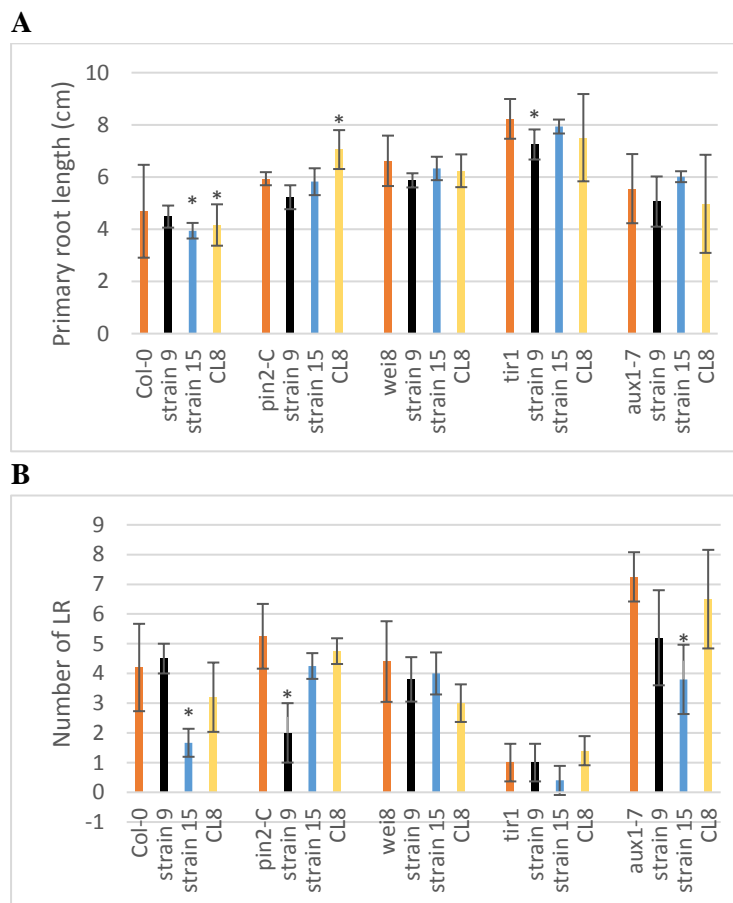 A
Primary root length (cm)
10
8
6
4
2
0
* * * *
Col-0 strain 9 strain 15 CL8 pin2-C strain 9 strain 15 CL8 wei8 strain 9 strain 15 CL8 tir1 strain 9 strain 15 CL8 aux1-7 strain 9 strain 15 CL8
B
Number of LR
9
8
7
6
5
4
3
2
1
0
-1
* * *
Col-0 strain 9 strain 15 CL8 pin2-C strain 9 strain 15 CL8 wei8 strain 9 strain 15 CL8 tir1 strain 9 strain 15 CL8 aux1-7 strain 9 strain 15 CL8